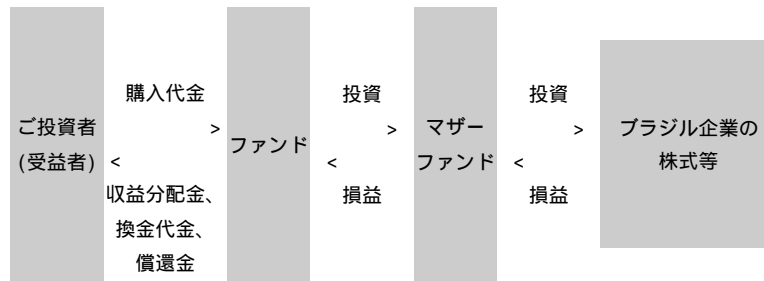 ご投資者
(受益者)
購入代金
>
<
収益分配金、
換金代金、
償還金
ファンド
投資
>
<
損益
マザー
ファンド
投資
>
<
損益
ブラジル企業の
株式等